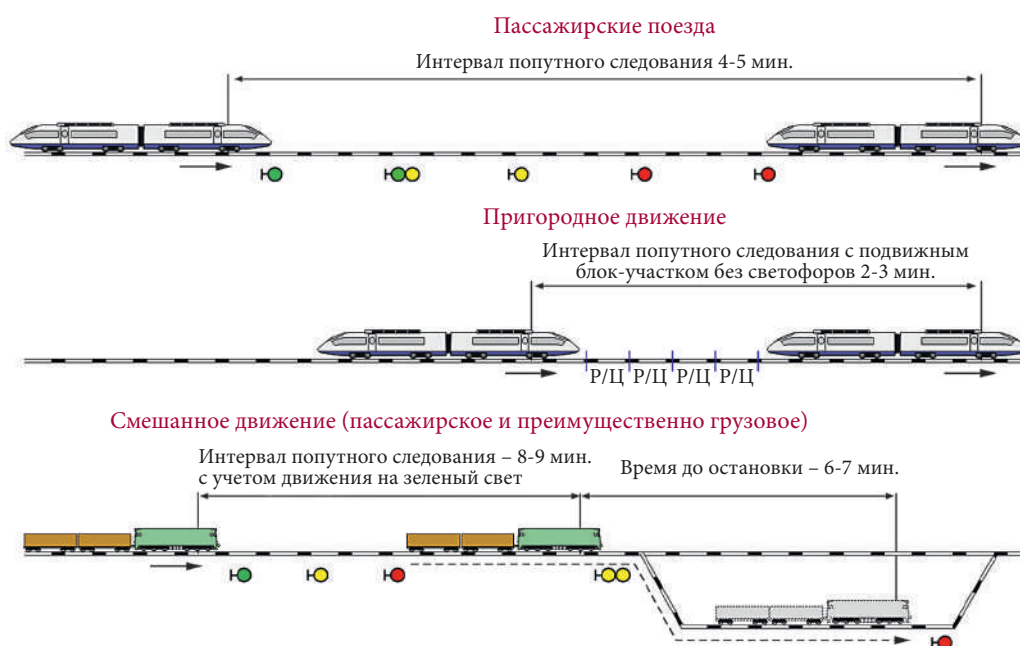 Пассажирские поезда
Интервал попутного следования 4-5 мин.
Пригородное движение
Интервал попутного следования с подвижным
блок-участком без светофоров 2-3 мин.
Р/Ц Р/Ц Р/Ц Р/Ц
Смешанное движение (пассажирское и преимущественно грузовое)
Интервал попутного следования – 8-9 мин.
с учетом движения на зеленый свет
Время до остановки – 6-7 мин.